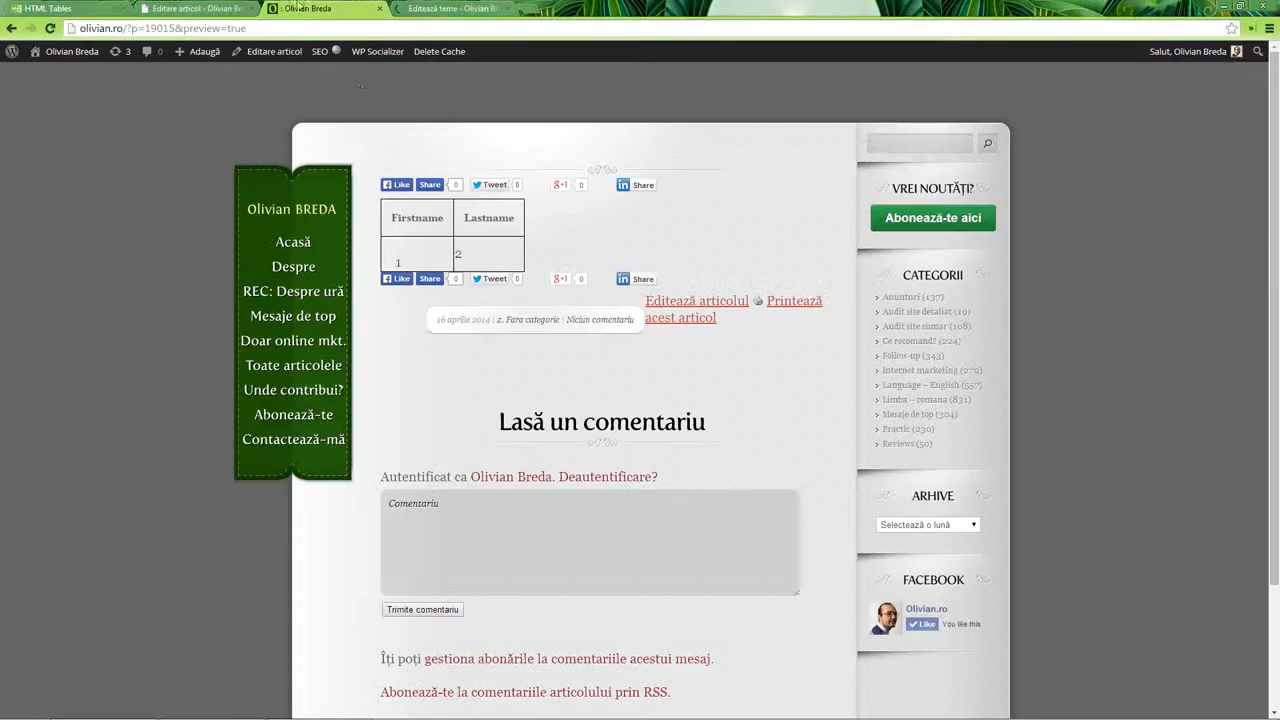 HTML Tables
Editare articol ‹ Olivian Br
: Olivian Breda
Editează teme ‹ Olivian Br
olivian.ro/?p=19015&preview=true
Olivian Breda 3 0 Adaugă Editare articol SEO WP Socializer Delete Cache
Salut, Olivian Breda
Olivian BREDA
Acasă
Despre
REC: Despre ură
Mesaje de top
Doar online mkt.
Toate articolele
Unde contribui?
Abonează-te
Contactează-mă
Like Share 0 Tweet 0 g+1 0 in Share
Firstname Lastname
1 2
Like Share 0 Tweet 0 g+1 0 in Share
Editează articolul Printează
acest articol
16 aprilie 2014 | z. Fara categorie | Niciun comentariu
Lasă un comentariu
Autentificat ca Olivian Breda. Deautentificare?
Comentariu
Trimite comentariu
Îți poți gestiona abonările la comentariile acestui mesaj.
Abonează-te la comentariile articolului prin RSS.
VREI NOUTĂȚI?
Abonează-te aici
CATEGORII
Anunturi (137)
Audit site detaliat (19)
Audit site sumar (108)
Ce recomand? (224)
Follow-up (343)
Internet marketing (279)
Language – English (557)
Limba – romana (831)
Mesaje de top (304)
Practic (230)
Reviews (50)
ARHIVE
Selectează o lună
FACEBOOK
Olivian.ro
Like You like this